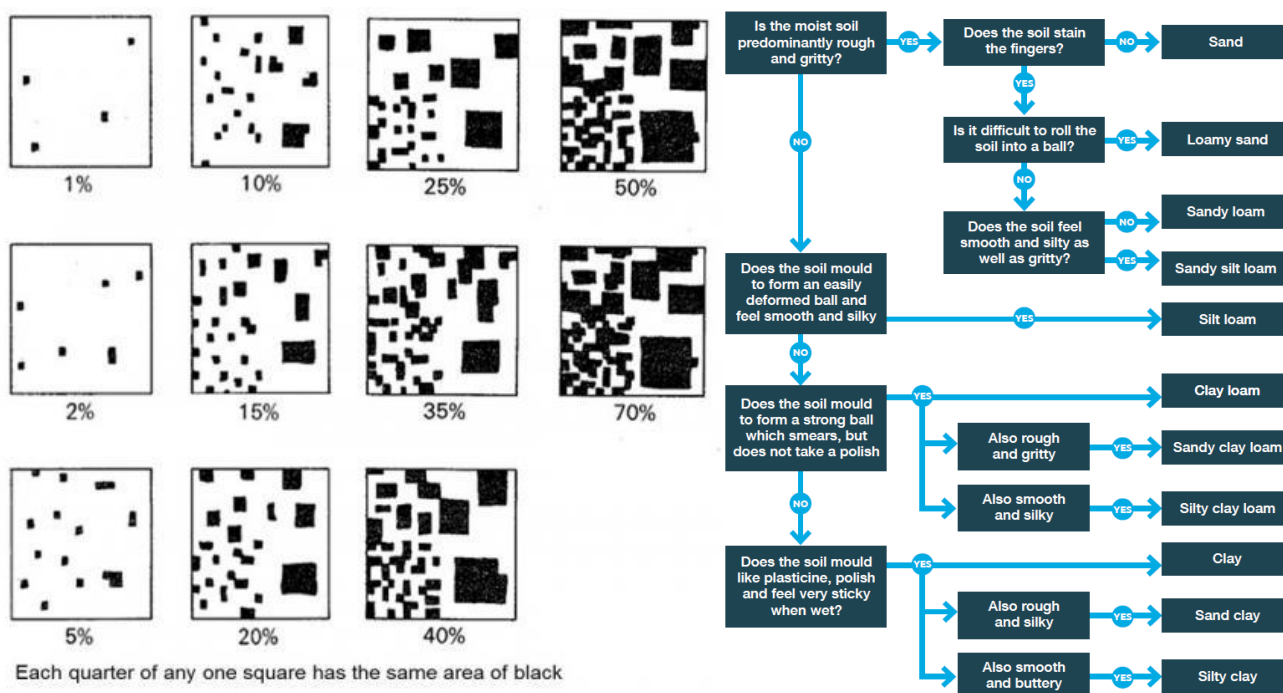 1%
10%
25%
50%
2%
15%
35%
70%
5%
20%
40%
Each quarter of any one square has the same area of black
Is the moist soil
predominantly rough
and gritty?
YES
Does the soil stain
the fingers?
NO
Sand
YES
Is it difficult to roll the
soil into a ball?
YES
Loamy sand
NO
NO
Does the soil feel
smooth and silty as
well as gritty?
NO
Sandy loam
YES
Sandy silt loam
Does the soil mould
to form an easily
deformed ball and
feel smooth and silky
YES
Silt loam
NO
Does the soil mould
to form a strong ball
which smears, but
does not take a polish
YES
Clay loam
Also rough
and gritty
YES
Sandy clay loam
Also smooth
and silky
YES
Silty clay loam
NO
Does the soil mould
like plasticine, polish
and feel very sticky
when wet?
YES
Clay
Also rough
and silky
YES
Sand clay
Also smooth
and buttery
YES
Silty clay